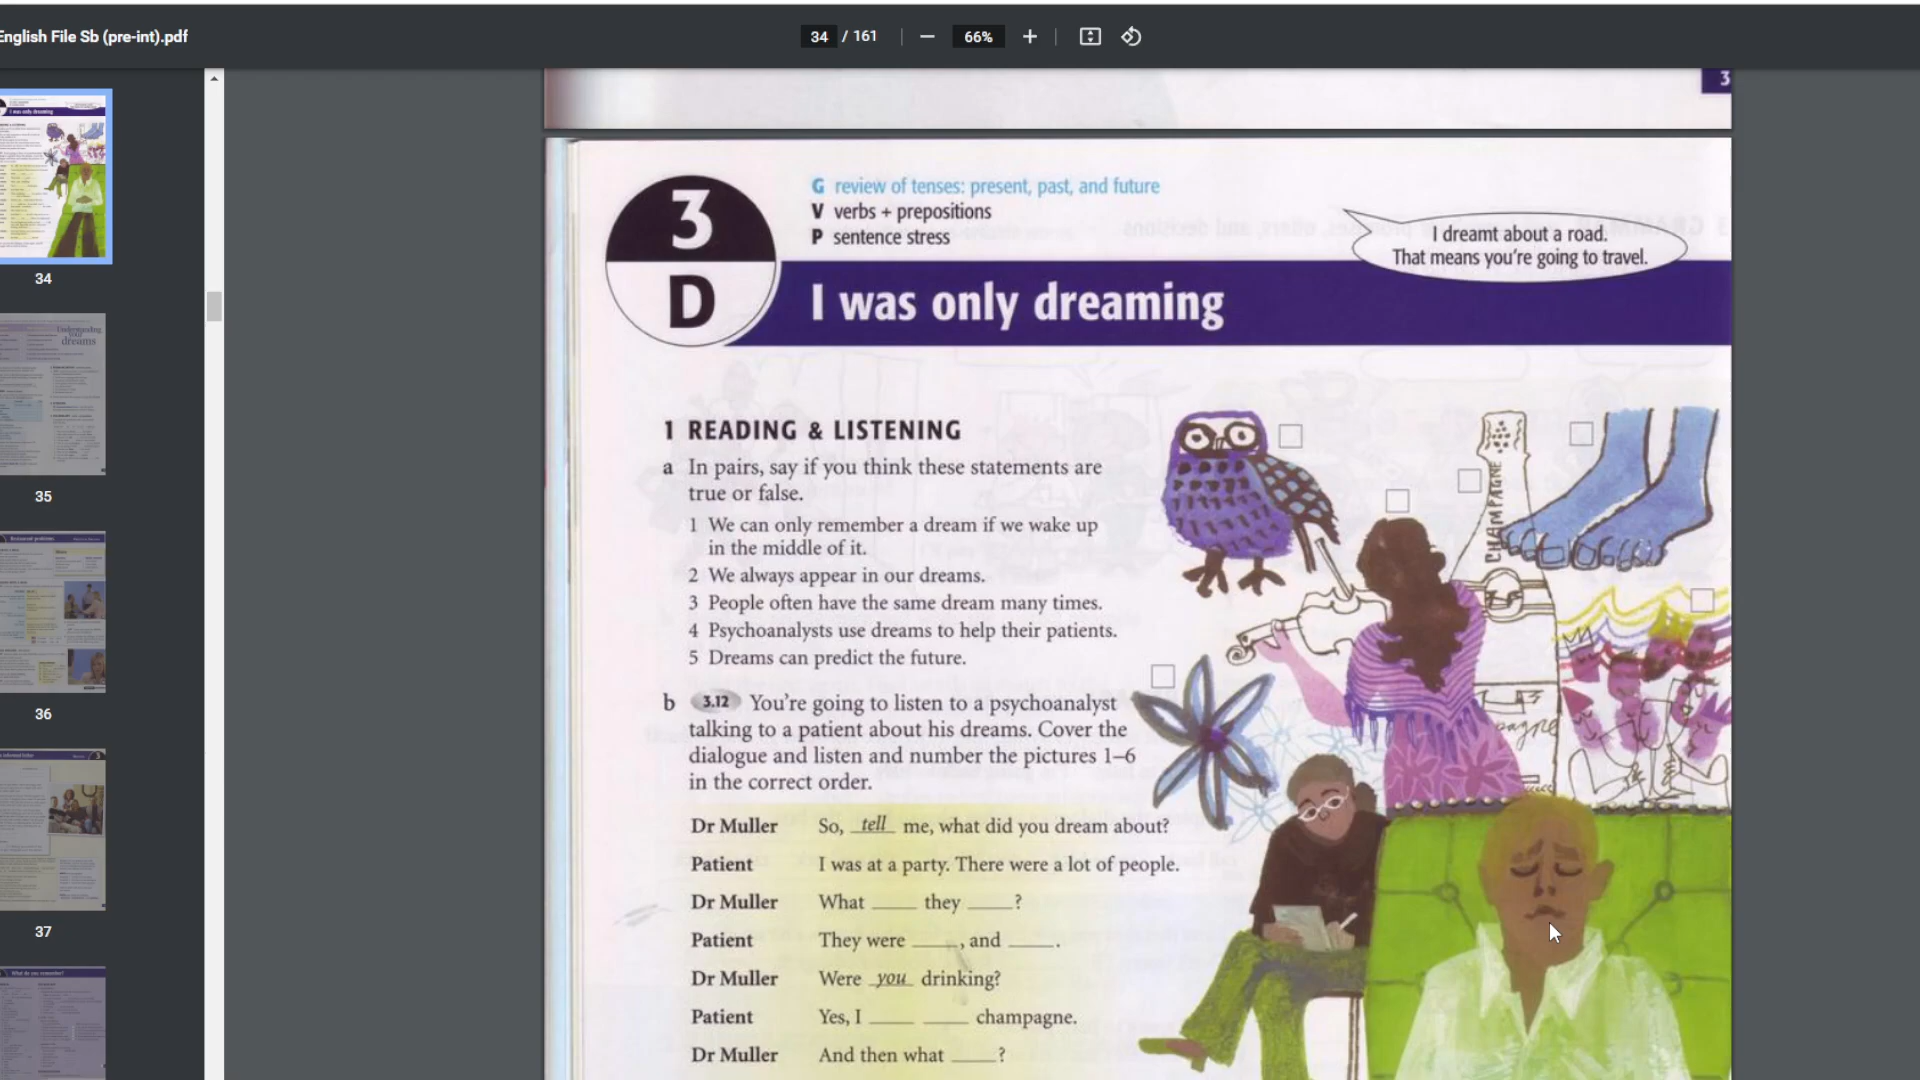 English File Sb (pre-int).pdf
34 / 161
66%
34
35
36
37
3
3
D
G review of tenses: present, past, and future
V verbs + prepositions
P sentence stress
I dreamt about a road.
That means you're going to travel.
I was only dreaming
1 READING & LISTENING
a In pairs, say if you think these statements are
true or false.
1 We can only remember a dream if we wake up
in the middle of it.
2 We always appear in our dreams.
3 People often have the same dream many times.
4 Psychoanalysts use dreams to help their patients.
5 Dreams can predict the future.
b 3.12 You're going to listen to a psychoanalyst
talking to a patient about his dreams. Cover the
dialogue and listen and number the pictures 1–6
in the correct order.
Dr Muller So, tell me, what did you dream about?
Patient I was at a party. There were a lot of people.
Dr Muller What ____ they ____?
Patient They were ____, and ____.
Dr Muller Were you drinking?
Patient Yes, I ____ ____ champagne.
Dr Muller And then what ____?
CHAMPAGNE